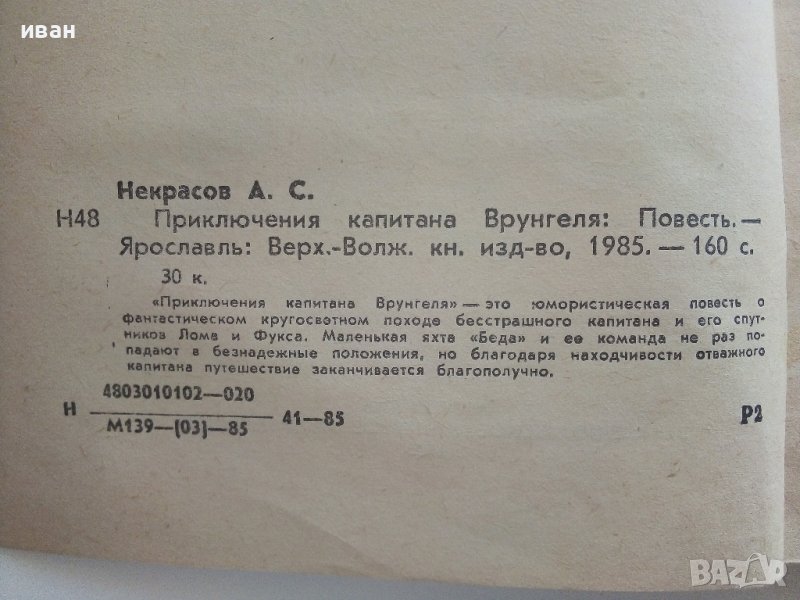 иван
Некрасов А. С.
Н48 Приключения капитана Врунгеля: Повесть.—
Ярославль: Верх.-Волж. кн. изд-во, 1985. — 160 с.
30 к.
«Приключения капитана Врунгеля» — это юмористическая повесть о
фантастическом кругосветном походе бесстрашного капитана и его спут-
ников Лома и Фукса. Маленькая яхта «Беда» и ее команда не раз по-
падают в безнадежные положения, но благодаря находчивости отважного
капитана путешествие заканчивается благополучно.
4803010102—020
Н 41—85 Р2
М139—(03)—85
BAZAR